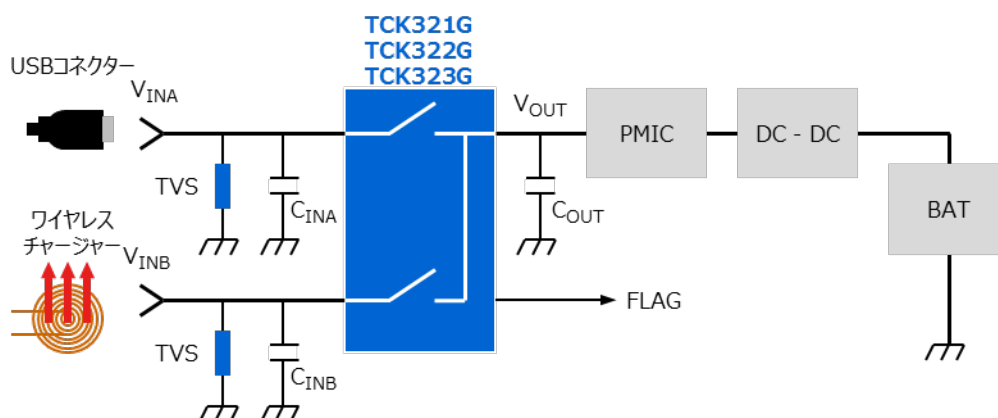 TCK321G
TCK322G
TCK323G
USBコネクター
VINA
VOUT
PMIC
DC - DC
TVS
CINA
COUT
BAT
ワイヤレス
チャージャー
VINB
FLAG
TVS
CINB